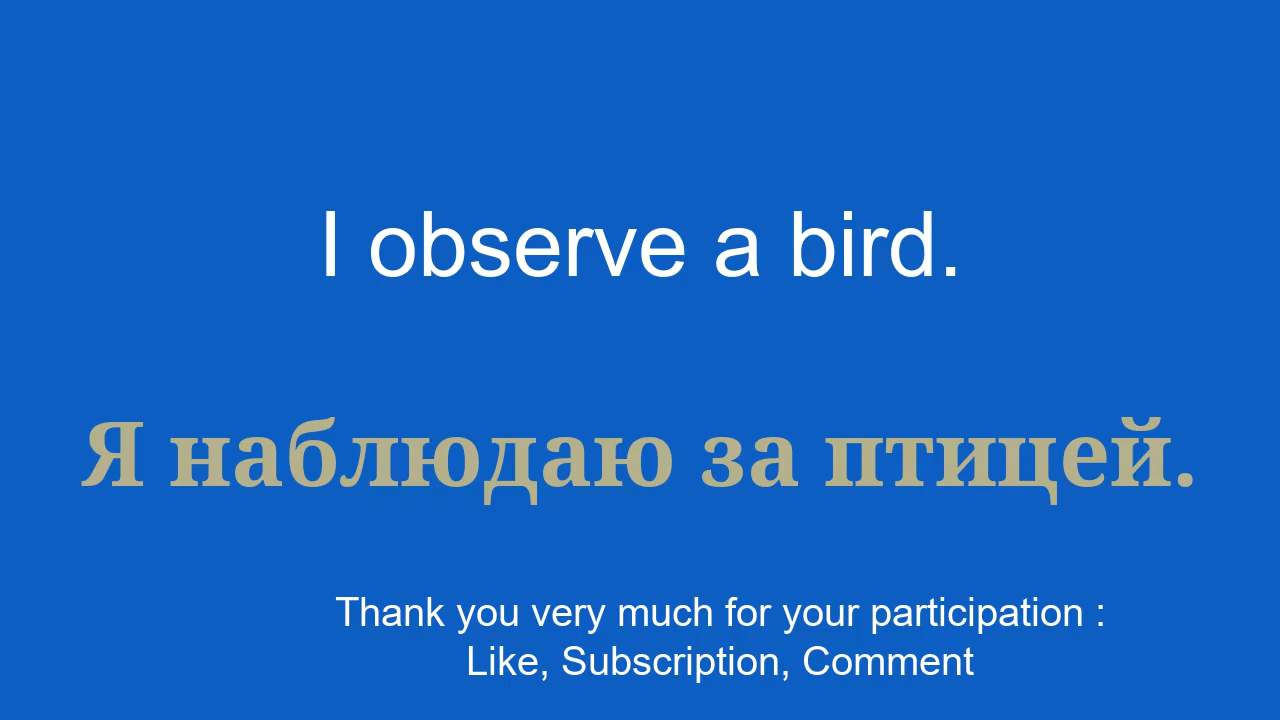 I observe a bird.
Я наблюдаю за птицей.
Thank you very much for your participation :
Like, Subscription, Comment